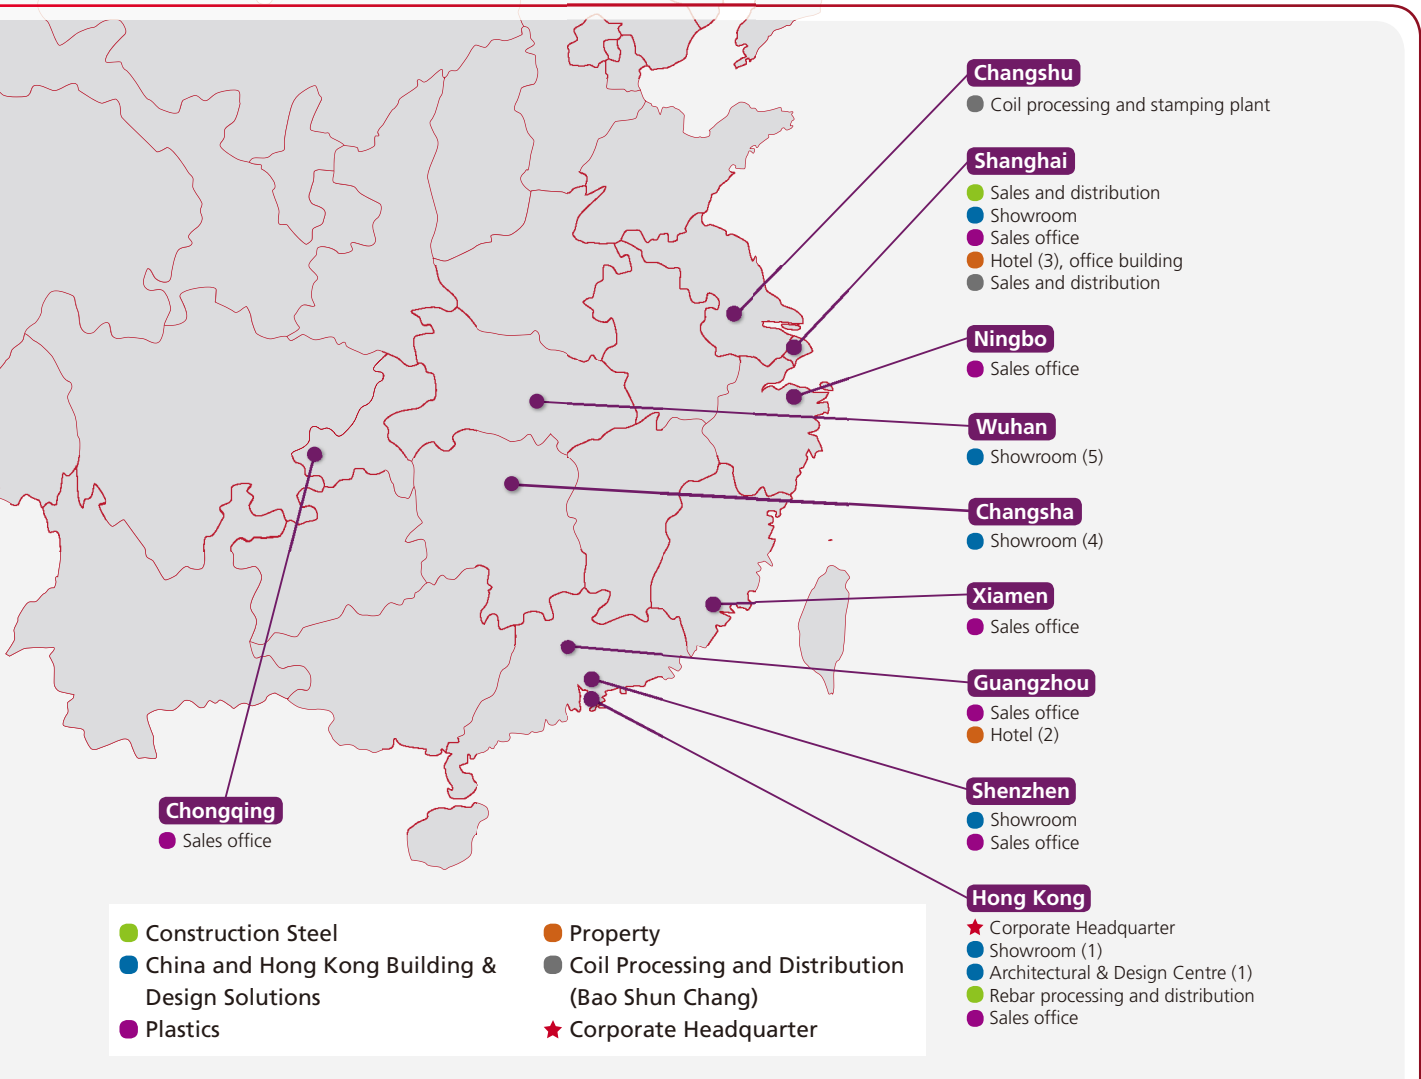 Changshu
Coil processing and stamping plant
Shanghai
Sales and distribution
Showroom
Sales office
Hotel (3), office building
Sales and distribution
Ningbo
Sales office
Wuhan
Showroom (5)
Changsha
Showroom (4)
Xiamen
Sales office
Guangzhou
Sales office
Hotel (2)
Shenzhen
Showroom
Sales office
Hong Kong
Corporate Headquarter
Showroom (1)
Architectural & Design Centre (1)
Rebar processing and distribution
Sales office
Chongqing
Sales office
Construction Steel
China and Hong Kong Building &
Design Solutions
Plastics
Property
Coil Processing and Distribution
(Bao Shun Chang)
Corporate Headquarter